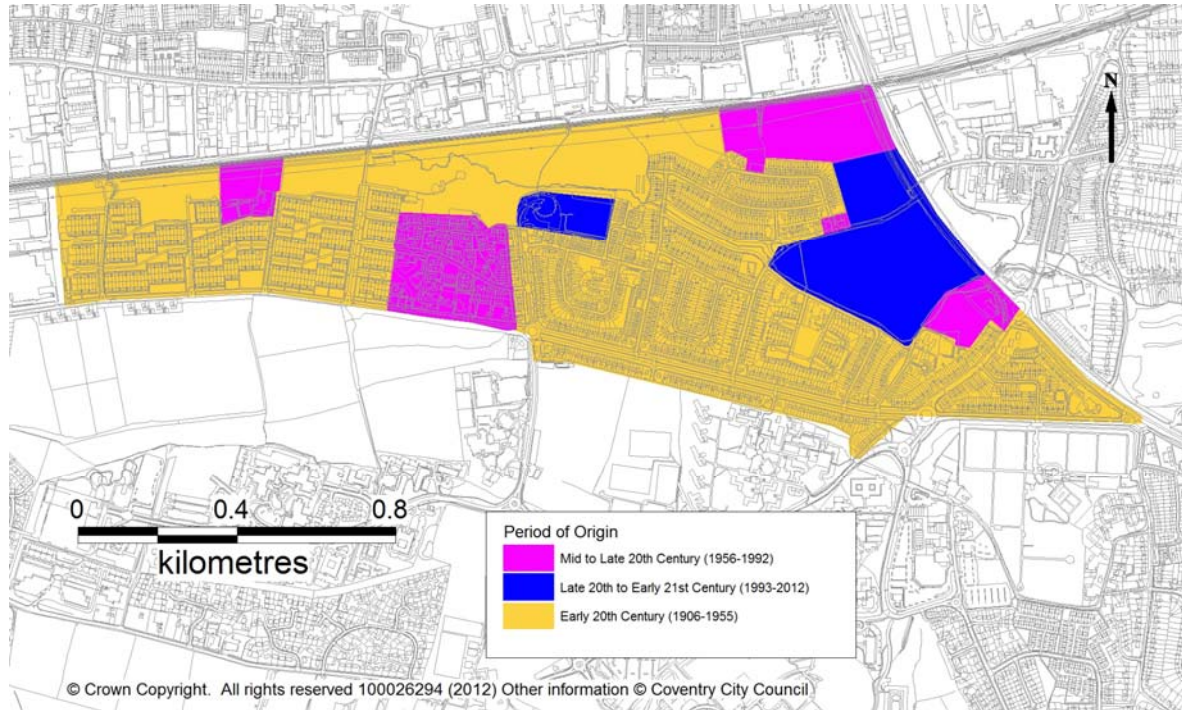 N
0 0.4 0.8
kilometres
Period of Origin
Mid to Late 20th Century (1956-1992)
Late 20th to Early 21st Century (1993-2012)
Early 20th Century (1906-1955)
© Crown Copyright. All rights reserved 100026294 (2012) Other information © Coventry City Council